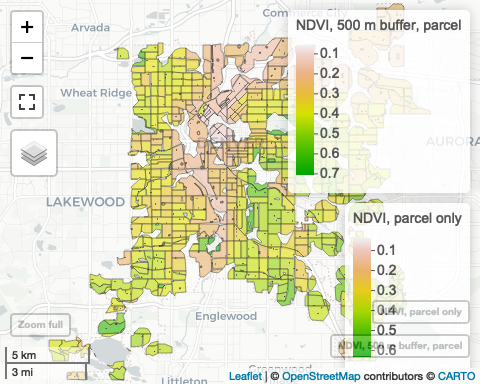 Arvada
Commerce City
+
−
NDVI, 500 m buffer, parcel
0.1
0.2
0.3
0.4
0.5
0.6
0.7
Wheat Ridge
AURORA
LAKEWOOD
NDVI, parcel only
0.1
0.2
0.3
0.4
0.5
0.6
NDVI, parcel only
NDVI, 500 m buffer, parcel
Zoom full
Englewood
5 km
3 mi
Littleton
Greenwood
Leaflet | © OpenStreetMap contributors © CARTO